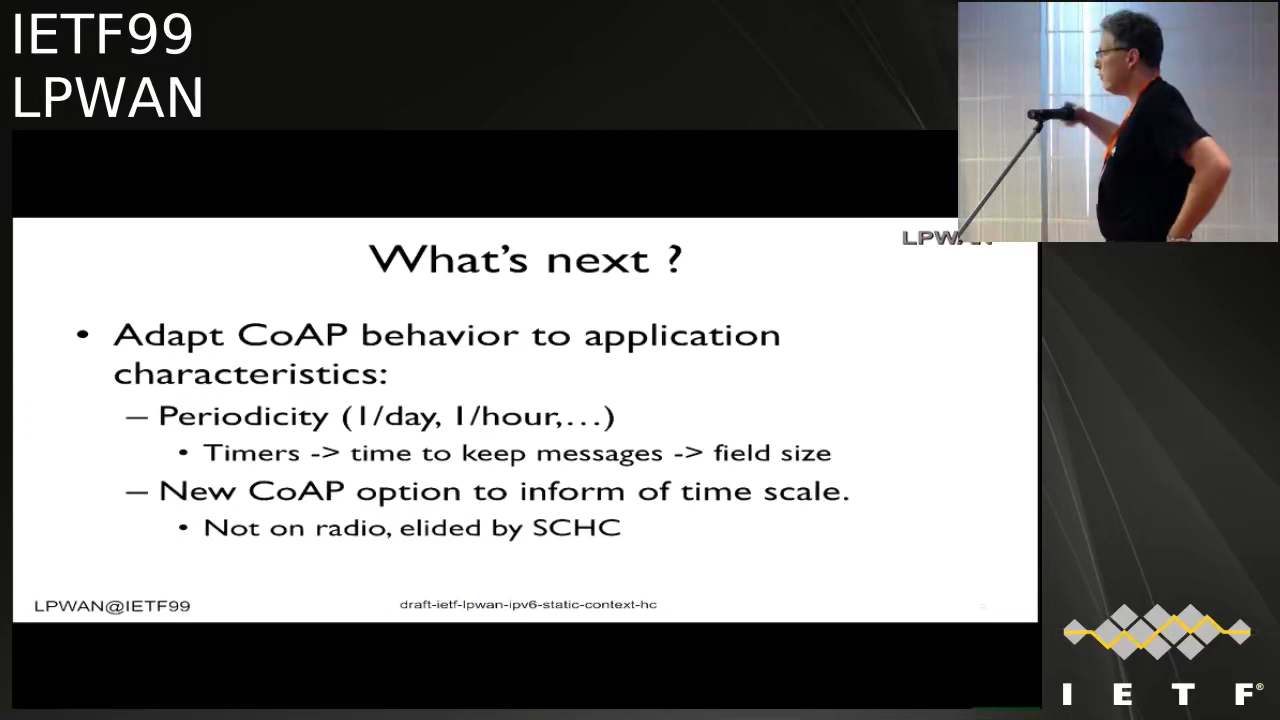 IETF99
LPWAN
What's next ?
• Adapt CoAP behavior to application
characteristics:
– Periodicity (1/day, 1/hour,…)
• Timers -> time to keep messages -> field size
– New CoAP option to inform of time scale.
• Not on radio, elided by SCHC
LPWAN@IETF99
draft-ietf-lpwan-ipv6-static-context-hc
I E T F®